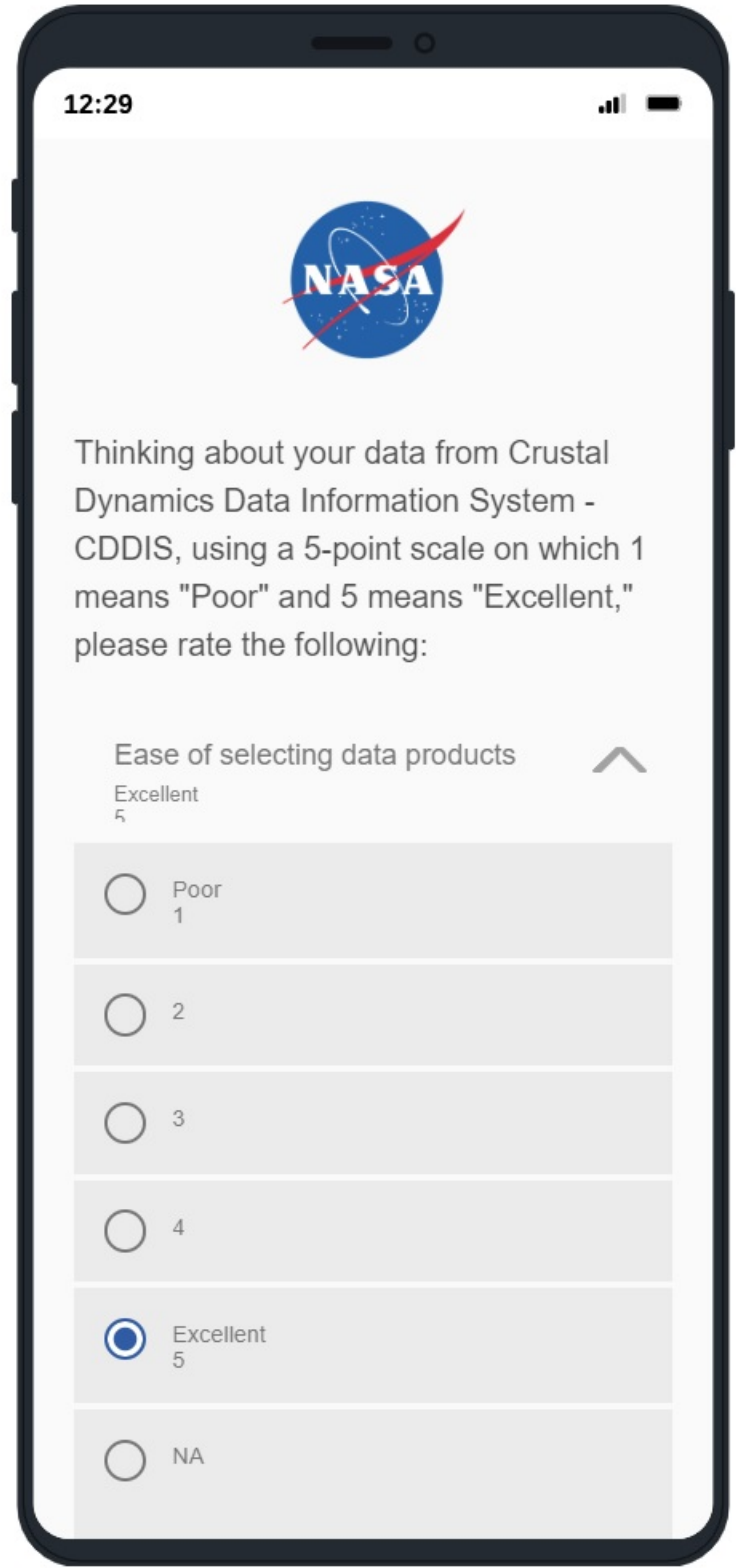 12:29
NASA
Thinking about your data from Crustal
Dynamics Data Information System -
CDDIS, using a 5-point scale on which 1
means "Poor" and 5 means "Excellent,"
please rate the following:
Ease of selecting data products
Excellent
5
Poor
1
2
3
4
Excellent
5
NA